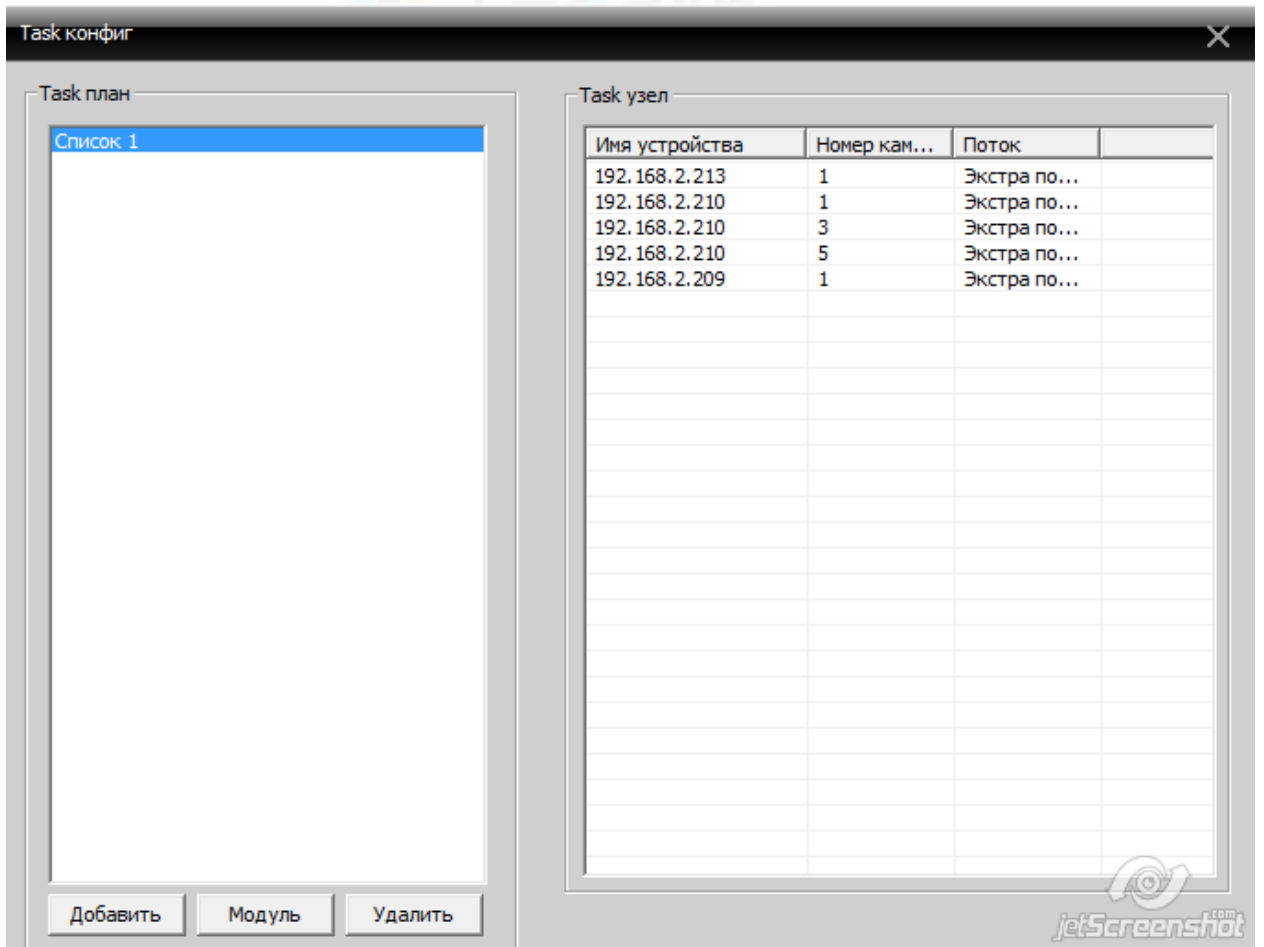 Task конфиг
Task план
Список 1
Добавить Модуль Удалить
Task узел
Имя устройства Номер кам... Поток
192.168.2.213 1 Экстра по...
192.168.2.210 1 Экстра по...
192.168.2.210 3 Экстра по...
192.168.2.210 5 Экстра по...
192.168.2.209 1 Экстра по...
jetScreenshot.com